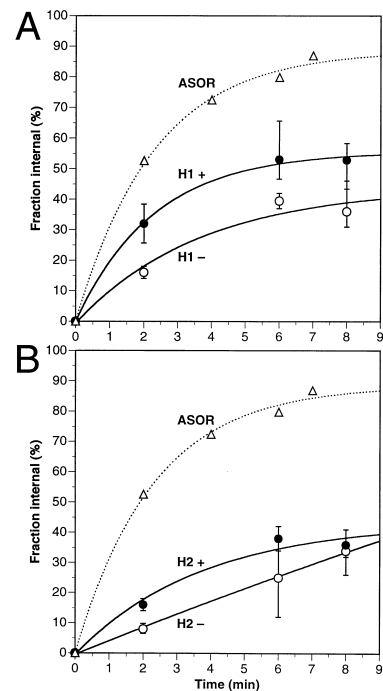 A
100
90
80
70
60
50
40
30
20
10
0
Fraction internal (%)
ASOR
H1 +
H1 –
0 1 2 3 4 5 6 7 8 9
B
100
90
80
70
60
50
40
30
20
10
0
Fraction internal (%)
ASOR
H2 +
H2 –
0 1 2 3 4 5 6 7 8 9
Time (min)